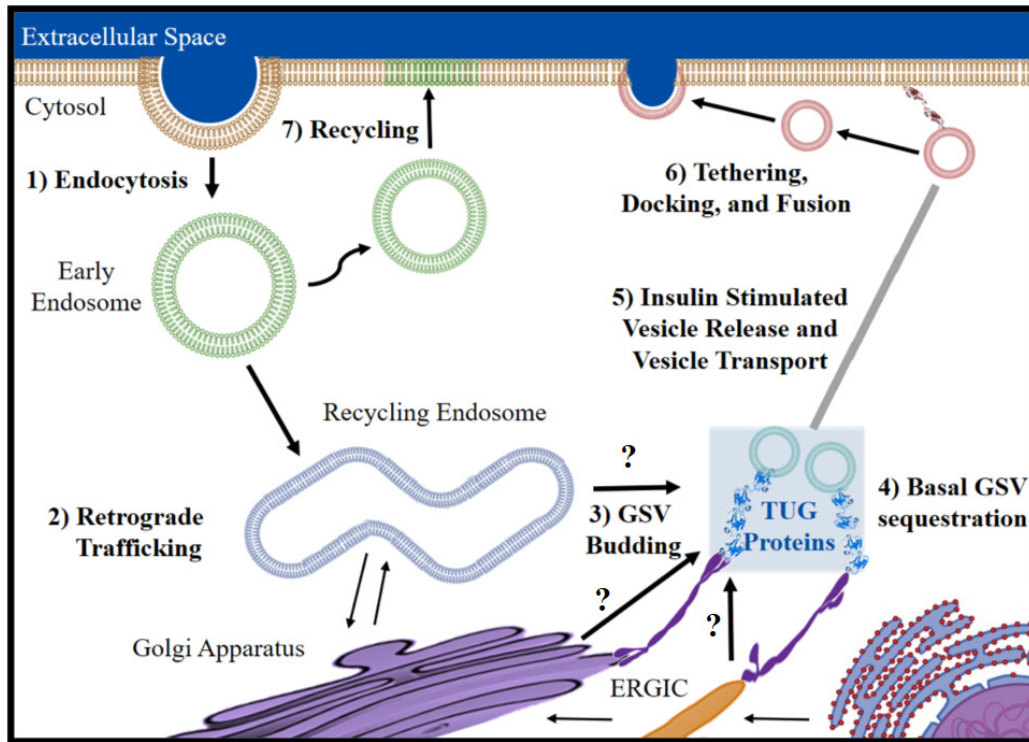 Extracellular Space
Cytosol
7) Recycling
1) Endocytosis
6) Tethering,
Docking, and Fusion
Early
Endosome
5) Insulin Stimulated
Vesicle Release and
Vesicle Transport
Recycling Endosome
?
2) Retrograde
Trafficking
3) GSV
Budding
TUG
Proteins
4) Basal GSV
sequestration
?
?
Golgi Apparatus
ERGIC